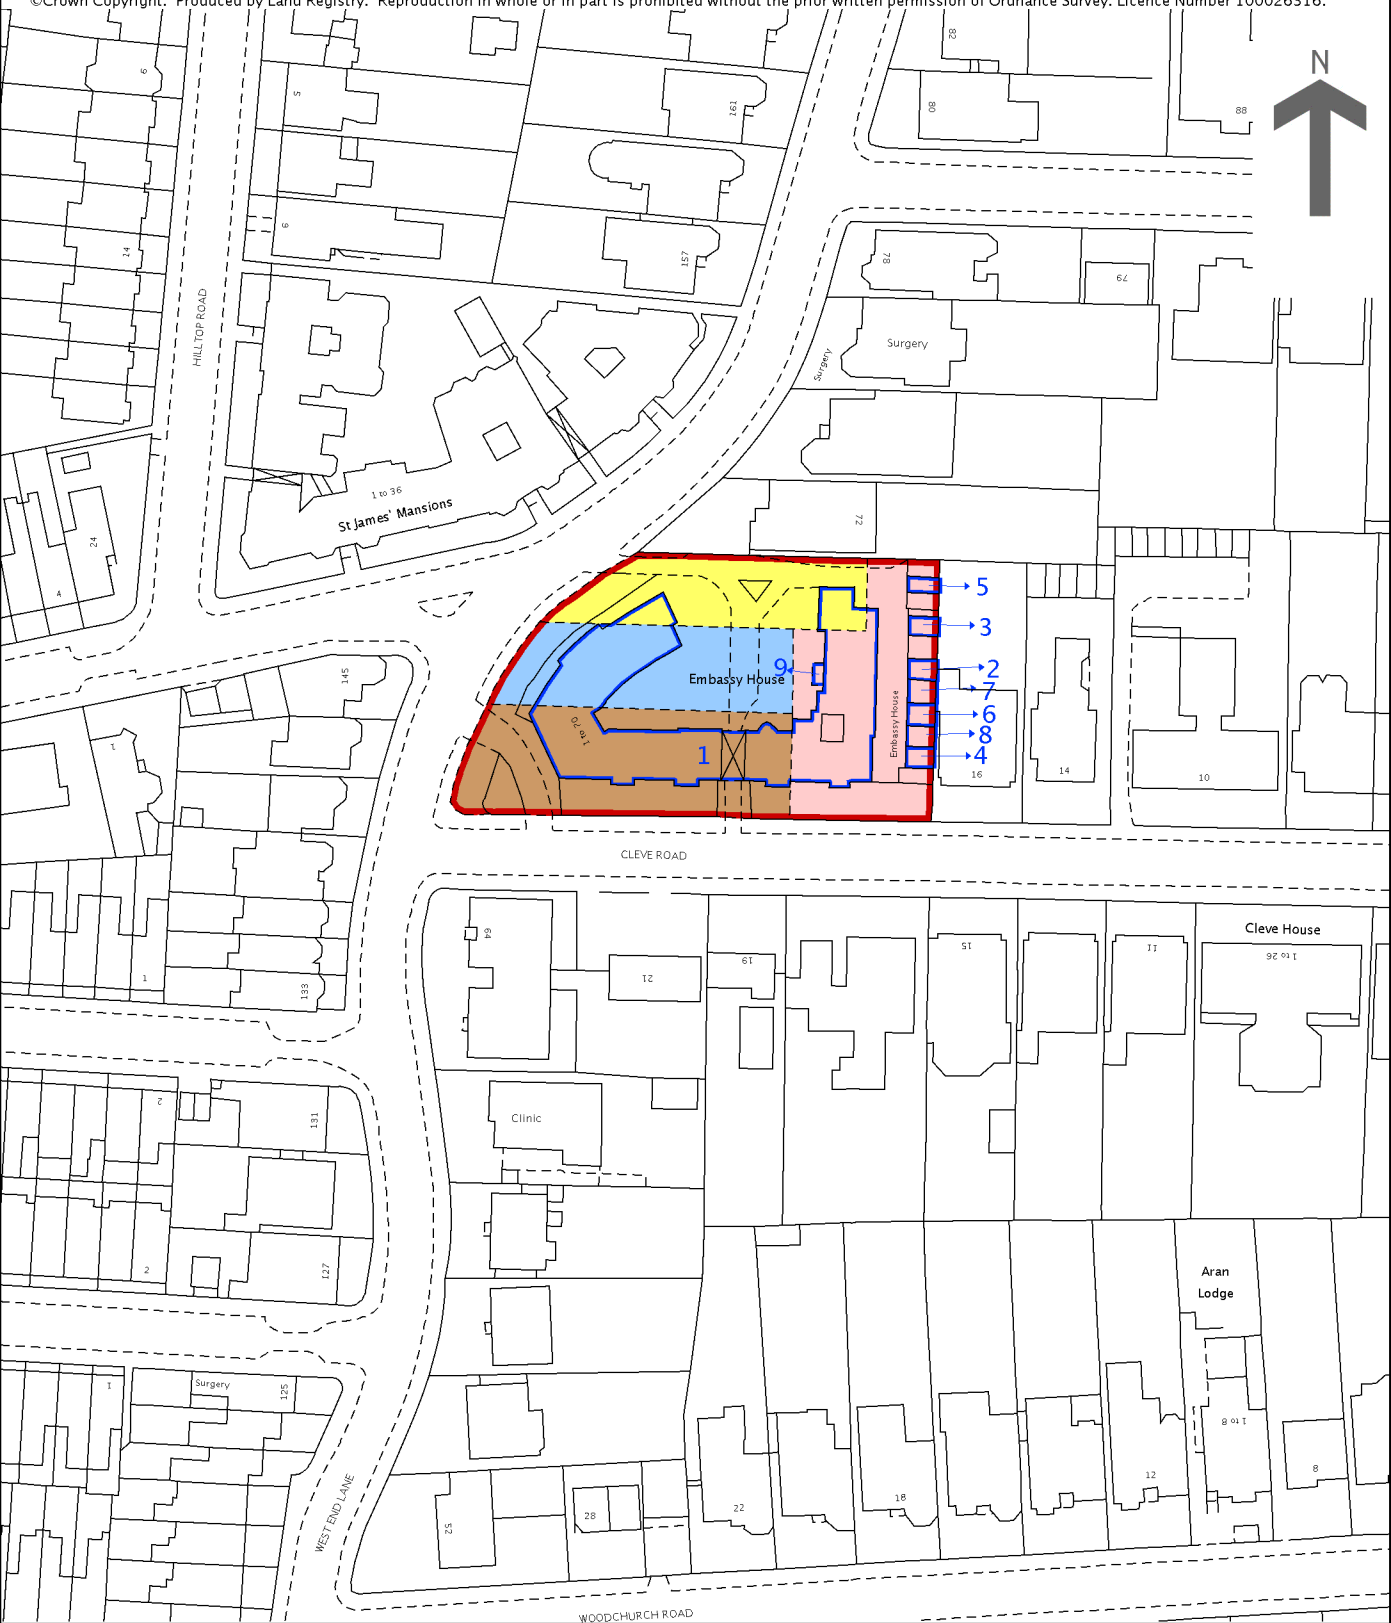 ©Crown Copyright. Produced by Land Registry. Reproduction in whole or in part is prohibited without the prior written permission of Ordnance Survey. Licence Number 100026316.
N
82
9
5
161
80
88
14
6
157
78
79
HILLTOP ROAD
Surgery
Surgery
1 to 36
St James' Mansions
72
24
4
5
3
2
7
6
8
4
9
Embassy House
1 to 70
1
Embassy House
145
1
16
14
10
CLEVE ROAD
64
21
19
15
11
Cleve House
1 to 26
1
133
2
131
Clinic
2
127
Aran
Lodge
1
Surgery
125
WEST END LANE
52
28
22
18
12
1 to 8
8
WOODCHURCH ROAD